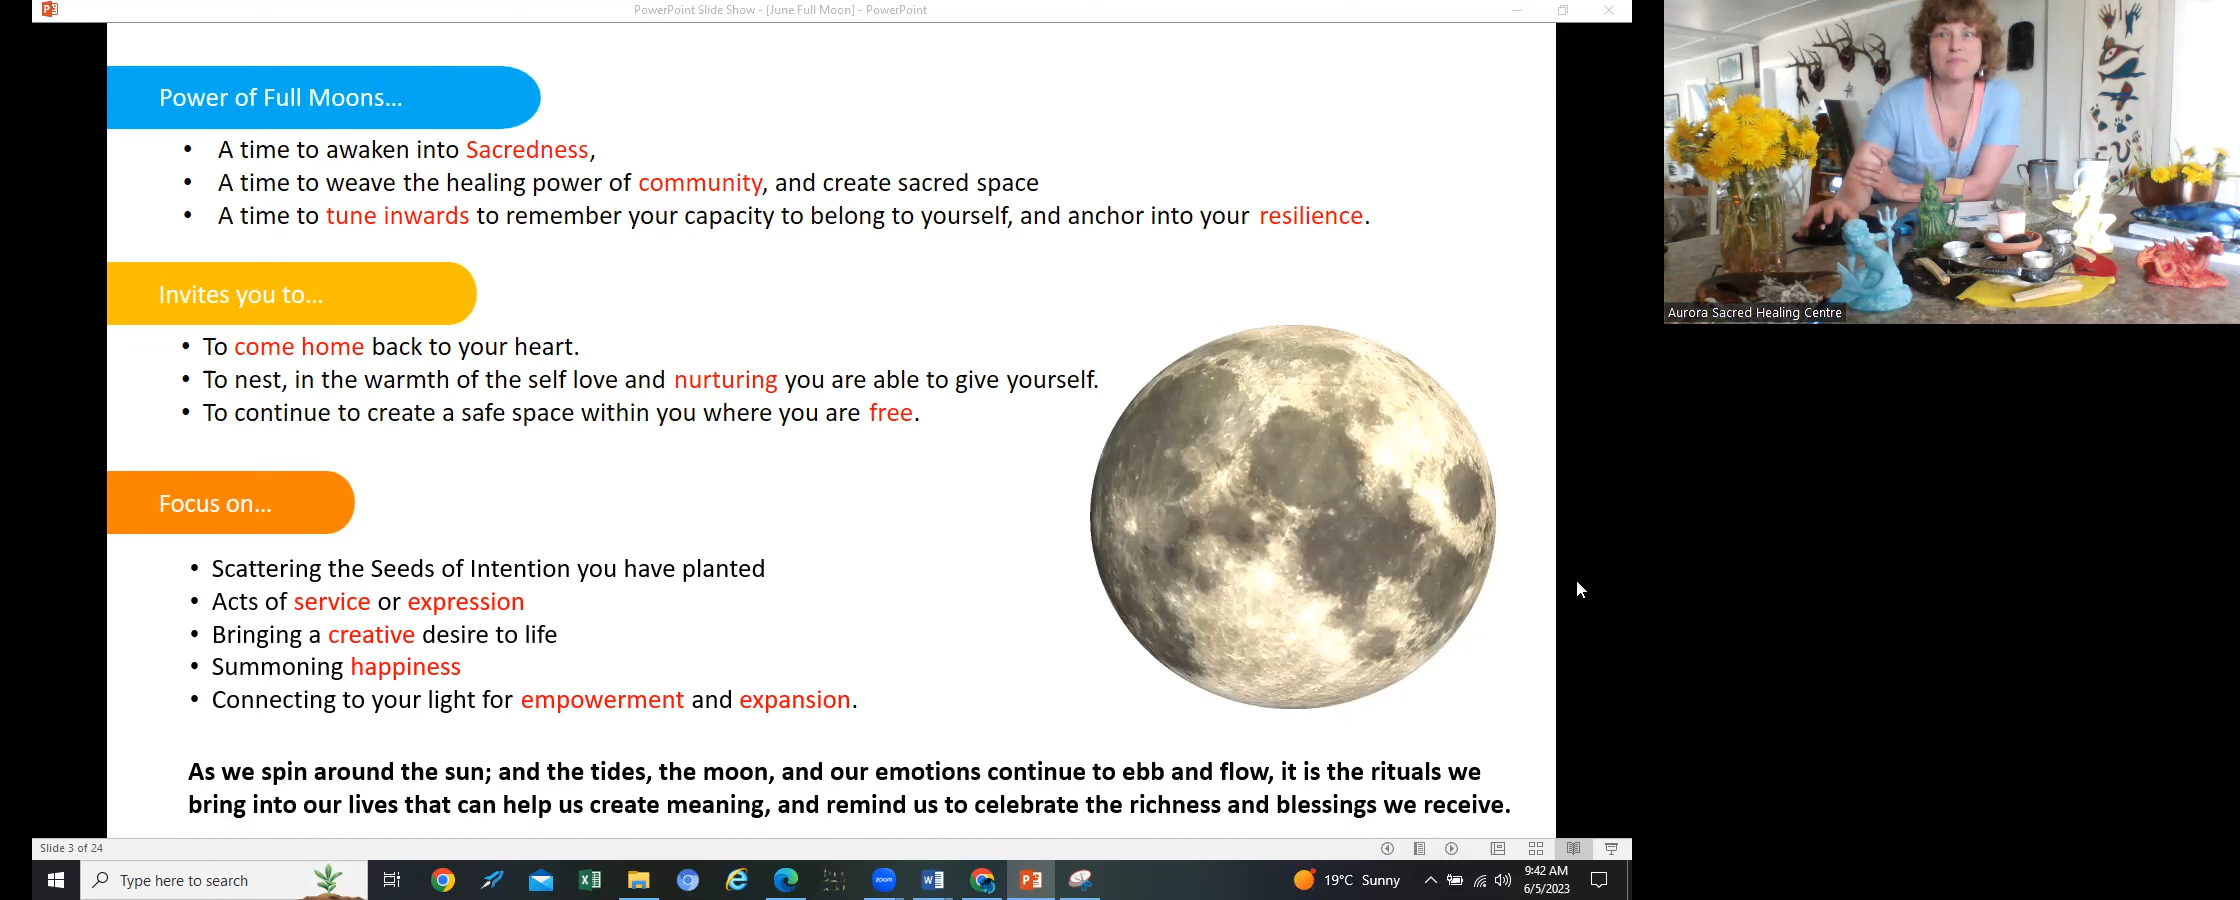 PowerPoint Slide Show - [June Full Moon] - PowerPoint
Power of Full Moons...
• A time to awaken into Sacredness,
• A time to weave the healing power of community, and create sacred space
• A time to tune inwards to remember your capacity to belong to yourself, and anchor into your resilience.
Invites you to...
• To come home back to your heart.
• To nest, in the warmth of the self love and nurturing you are able to give yourself.
• To continue to create a safe space within you where you are free.
Focus on...
• Scattering the Seeds of Intention you have planted
• Acts of service or expression
• Bringing a creative desire to life
• Summoning happiness
• Connecting to your light for empowerment and expansion.
As we spin around the sun; and the tides, the moon, and our emotions continue to ebb and flow, it is the rituals we
bring into our lives that can help us create meaning, and remind us to celebrate the richness and blessings we receive.
Aurora Sacred Healing Centre
Slide 3 of 24
Type here to search
zoom
19°C Sunny
9:42 AM
6/5/2023